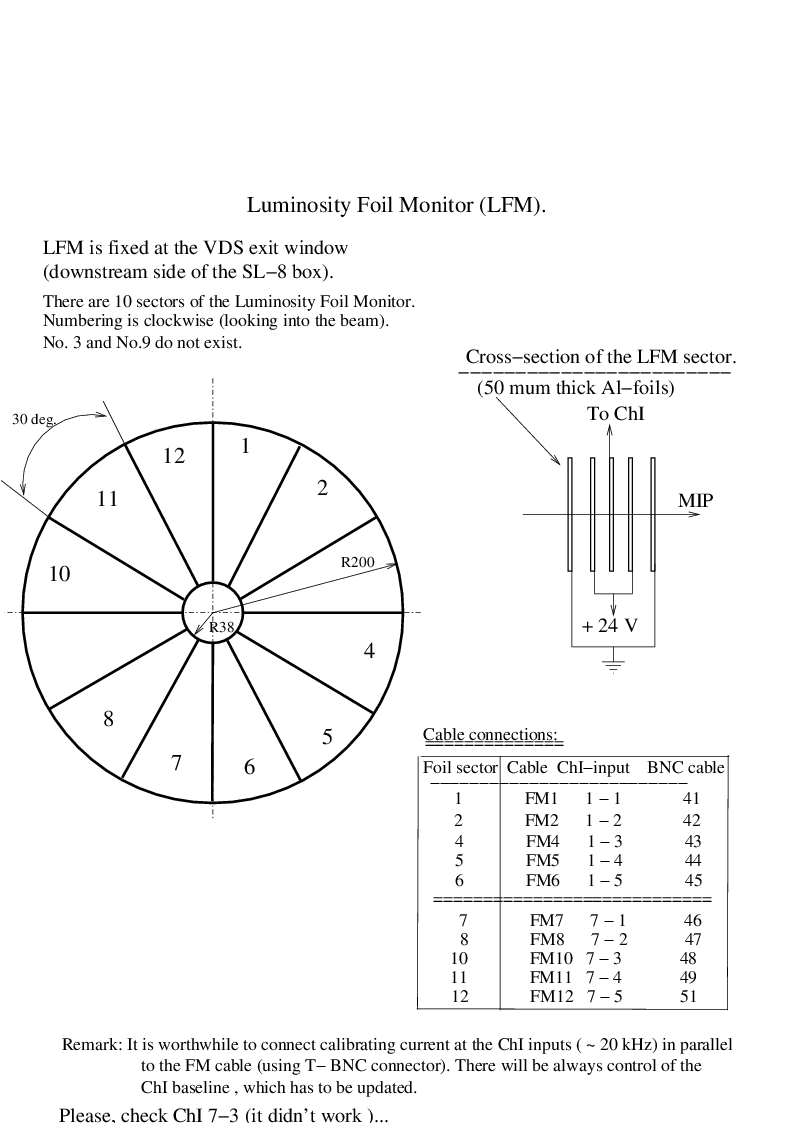 Luminosity Foil Monitor (LFM).
LFM is fixed at the VDS exit window
(downstream side of the SL−8 box).
There are 10 sectors of the Luminosity Foil Monitor.
Numbering is clockwise (looking into the beam).
No. 3 and No.9 do not exist.
Cross−section of the LFM sector.
(50 mum thick Al−foils)
To ChI
MIP
+ 24 V
30 deg.
12
1
11
2
10
R200
R38
4
8
5
7
6
Cable connections:
Foil sector Cable ChI−input BNC cable
1 FM1 1 − 1 41
2 FM2 1 − 2 42
4 FM4 1 − 3 43
5 FM5 1 − 4 44
6 FM6 1 − 5 45
7 FM7 7 − 1 46
8 FM8 7 − 2 47
10 FM10 7 − 3 48
11 FM11 7 − 4 49
12 FM12 7 − 5 51
Remark: It is worthwhile to connect calibrating current at the ChI inputs ( ~ 20 kHz) in parallel
to the FM cable (using T− BNC connector). There will be always control of the
ChI baseline , which has to be updated.
Please, check ChI 7−3 (it didn't work )...